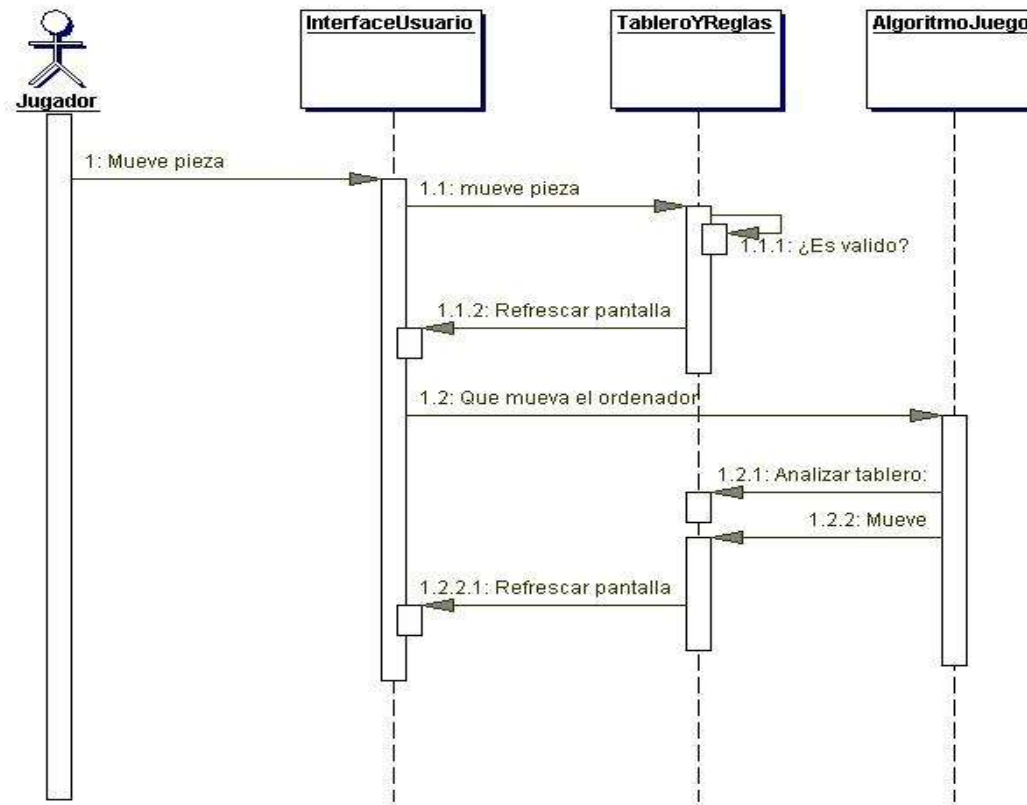 InterfaceUsuario
TableroYReglas
AlgoritmoJuego
Jugador
1: Mueve pieza
1.1: mueve pieza
1.1.1: ¿Es valido?
1.1.2: Refrescar pantalla
1.2: Que mueva el ordenador
1.2.1: Analizar tablero:
1.2.2: Mueve
1.2.2.1: Refrescar pantalla